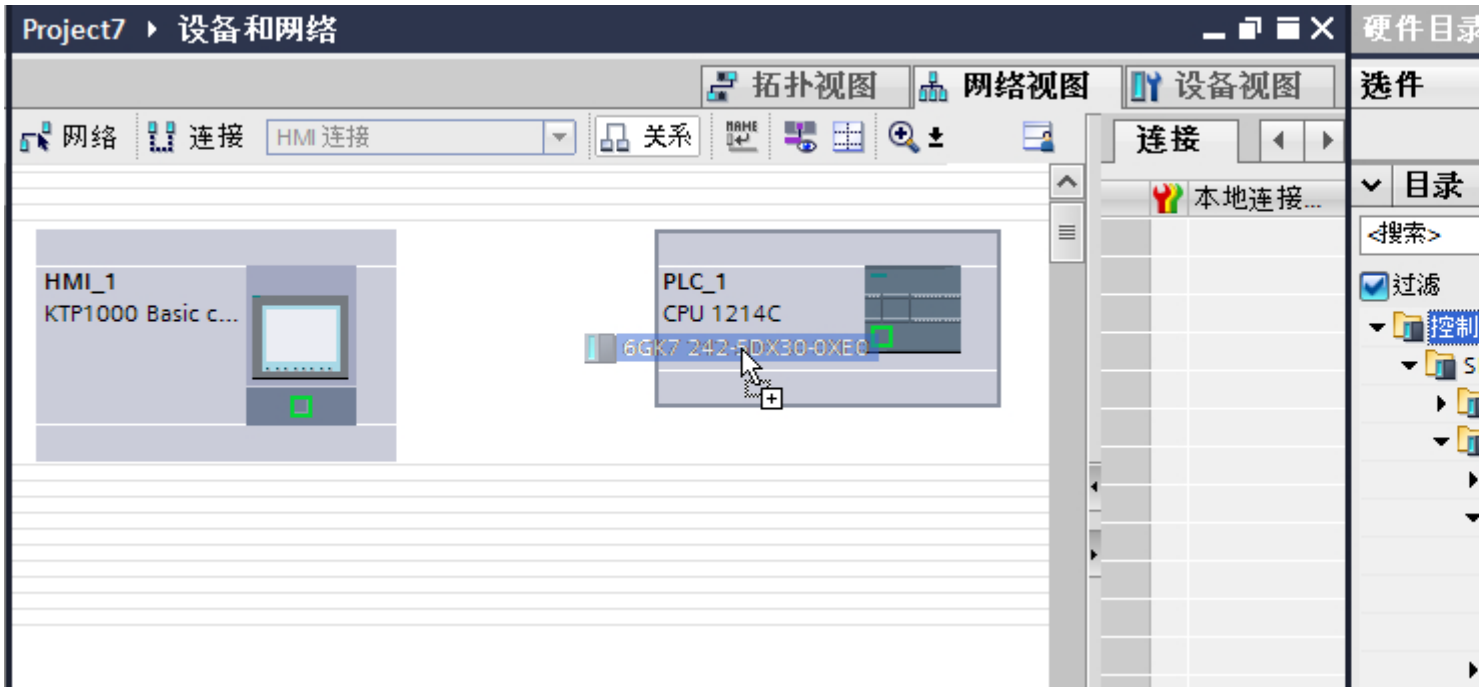 Project7 ▸ 设备和网络
硬件目录
拓扑视图 网络视图 设备视图
选件
网络 连接 HMI 连接 关系
连接
目录
本地连接...
<搜索>
过滤
HMI_1
KTP1000 Basic c...
PLC_1
CPU 1214C
6GK7 242-5DX30-0XE0
控制
S